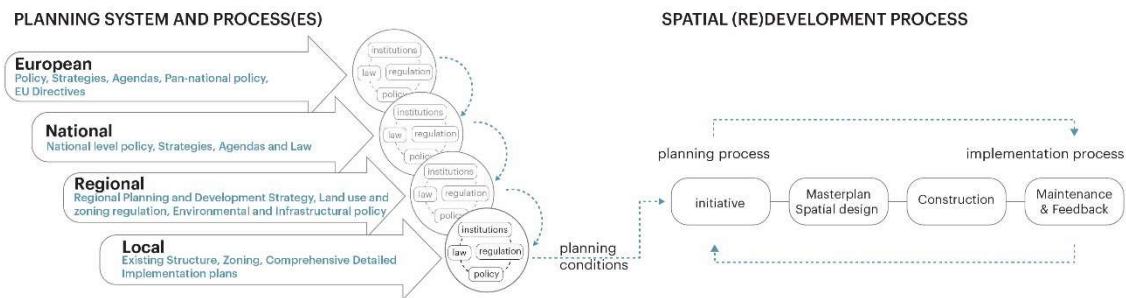 PLANNING SYSTEM AND PROCESS(ES)
European
Policy, Strategies, Agendas, Pan-national policy,
EU Directives
institutions
law
regulation
policy
National
National level policy, Strategies, Agendas and Law
institutions
law
regulation
policy
Regional
Regional Planning and Development Strategy, Land use and
zoning regulation, Environmental and Infrastructural policy
institutions
law
regulation
policy
Local
Existing Structure, Zoning, Comprehensive Detailed
Implementation plans
institutions
law
regulation
policy
planning
conditions
SPATIAL (RE)DEVELOPMENT PROCESS
planning process
implementation process
initiative
Masterplan
Spatial design
Construction
Maintenance
& Feedback